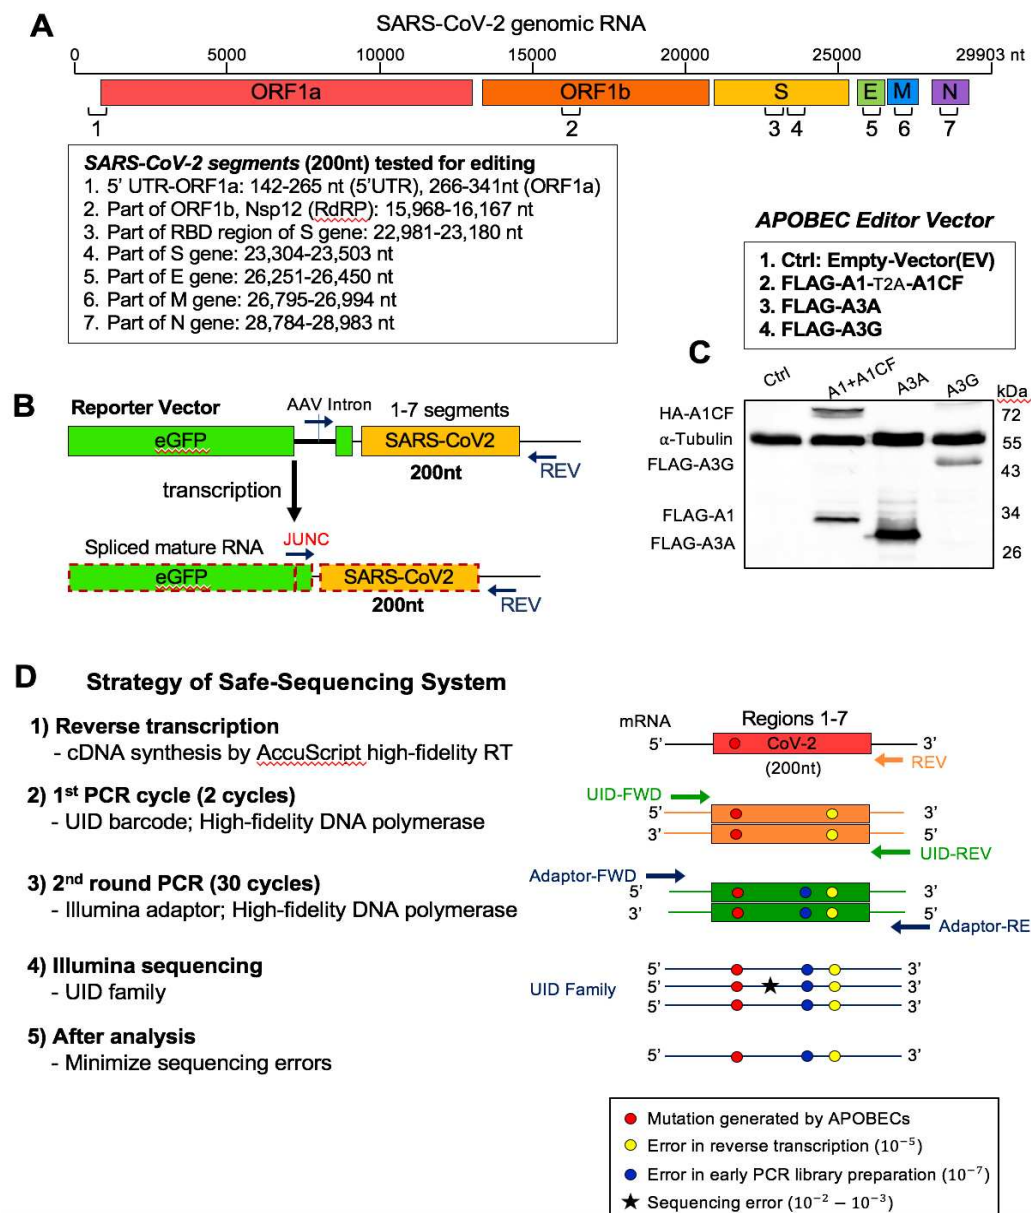 A
SARS-CoV-2 genomic RNA
0 5000 10000 15000 20000 25000 29903 nt
ORF1a ORF1b S E M N
1 2 3 4 5 6 7
SARS-CoV-2 segments (200nt) tested for editing
1. 5' UTR-ORF1a: 142-265 nt (5'UTR), 266-341nt (ORF1a)
2. Part of ORF1b, Nsp12 (RdRP): 15,968-16,167 nt
3. Part of RBD region of S gene: 22,981-23,180 nt
4. Part of S gene: 23,304-23,503 nt
5. Part of E gene: 26,251-26,450 nt
6. Part of M gene: 26,795-26,994 nt
7. Part of N gene: 28,784-28,983 nt
APOBEC Editor Vector
1. Ctrl: Empty-Vector(EV)
2. FLAG-A1-T2A-A1CF
3. FLAG-A3A
4. FLAG-A3G
B
Reporter Vector
AAV Intron
1-7 segments
eGFP
SARS-CoV2
200nt
REV
transcription
Spliced mature RNA
JUNC
eGFP
SARS-CoV2
200nt
REV
C
Ctrl A1+A1CF A3A A3G
kDa
HA-A1CF
α-Tubulin
FLAG-A3G
FLAG-A1
FLAG-A3A
72
55
43
34
26
D
Strategy of Safe-Sequencing System
1) Reverse transcription
- cDNA synthesis by AccuScript high-fidelity RT
2) 1st PCR cycle (2 cycles)
- UID barcode; High-fidelity DNA polymerase
3) 2nd round PCR (30 cycles)
- Illumina adaptor; High-fidelity DNA polymerase
4) Illumina sequencing
- UID family
5) After analysis
- Minimize sequencing errors
mRNA
Regions 1-7
5' CoV-2 3'
(200nt)
REV
UID-FWD
5' 3'
3' 5'
UID-REV
Adaptor-FWD
5' 3'
3' 5'
Adaptor-RE
5' 3'
UID Family 5' 3'
5' 3'
5' 3'
Mutation generated by APOBECs
Error in reverse transcription (10⁻⁵)
Error in early PCR library preparation (10⁻⁷)
★ Sequencing error (10⁻² − 10⁻³)